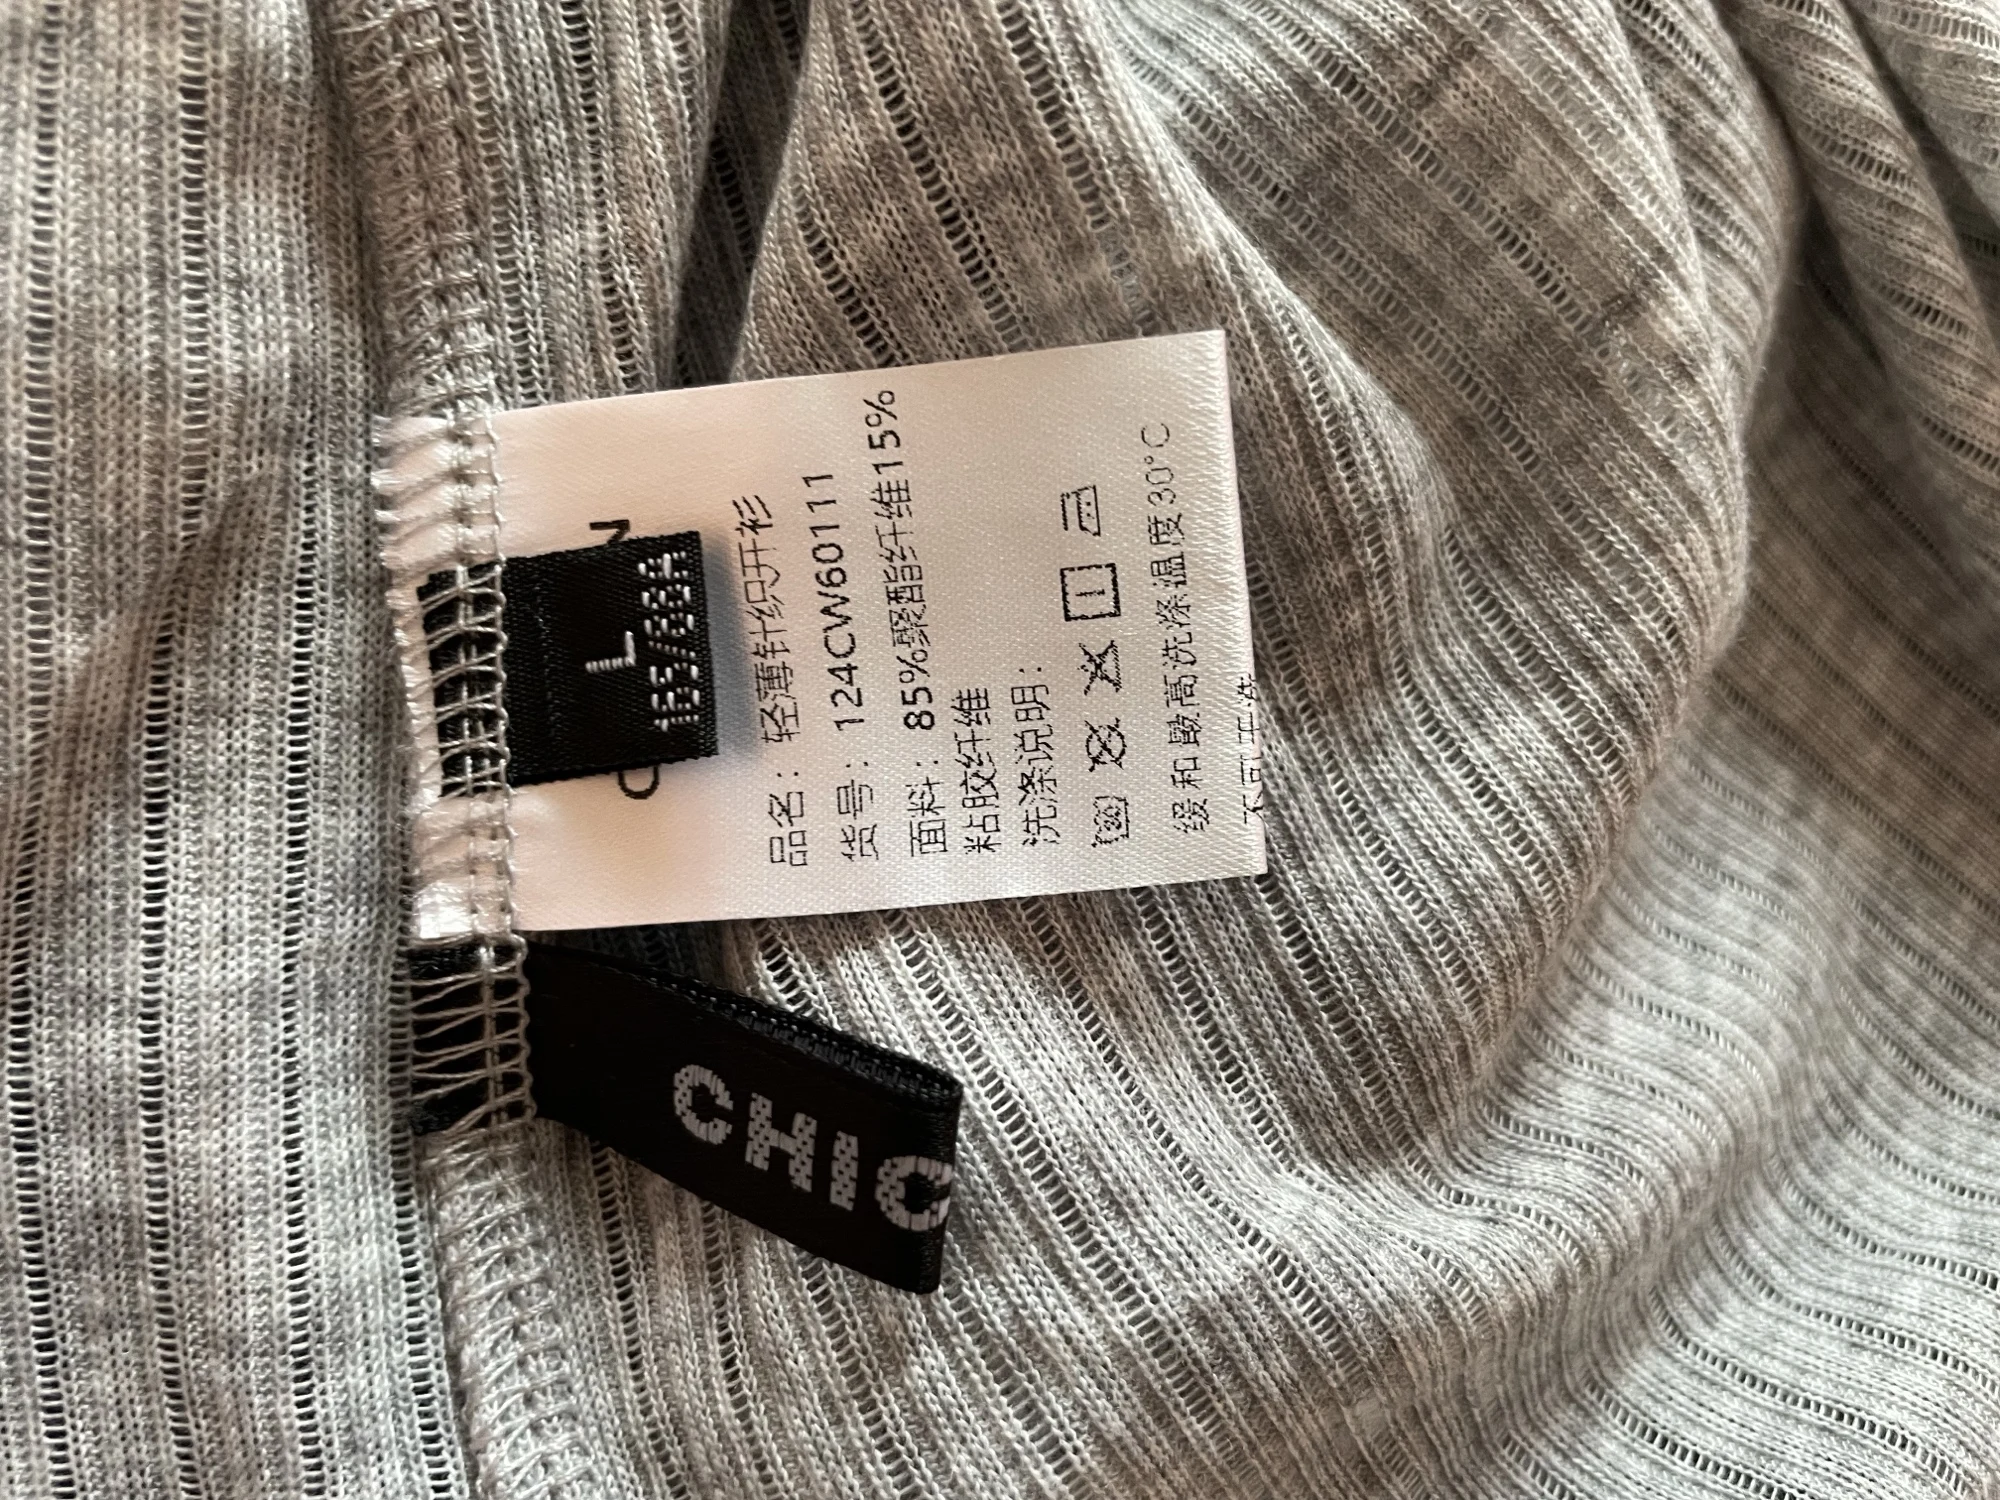 L
165/88A
品名：轻薄针织开衫
货号：124CW60111
面料：85%聚酯纤维15%
粘胶纤维
洗涤说明：
缓和 最高洗涤温度30°C
CHIC